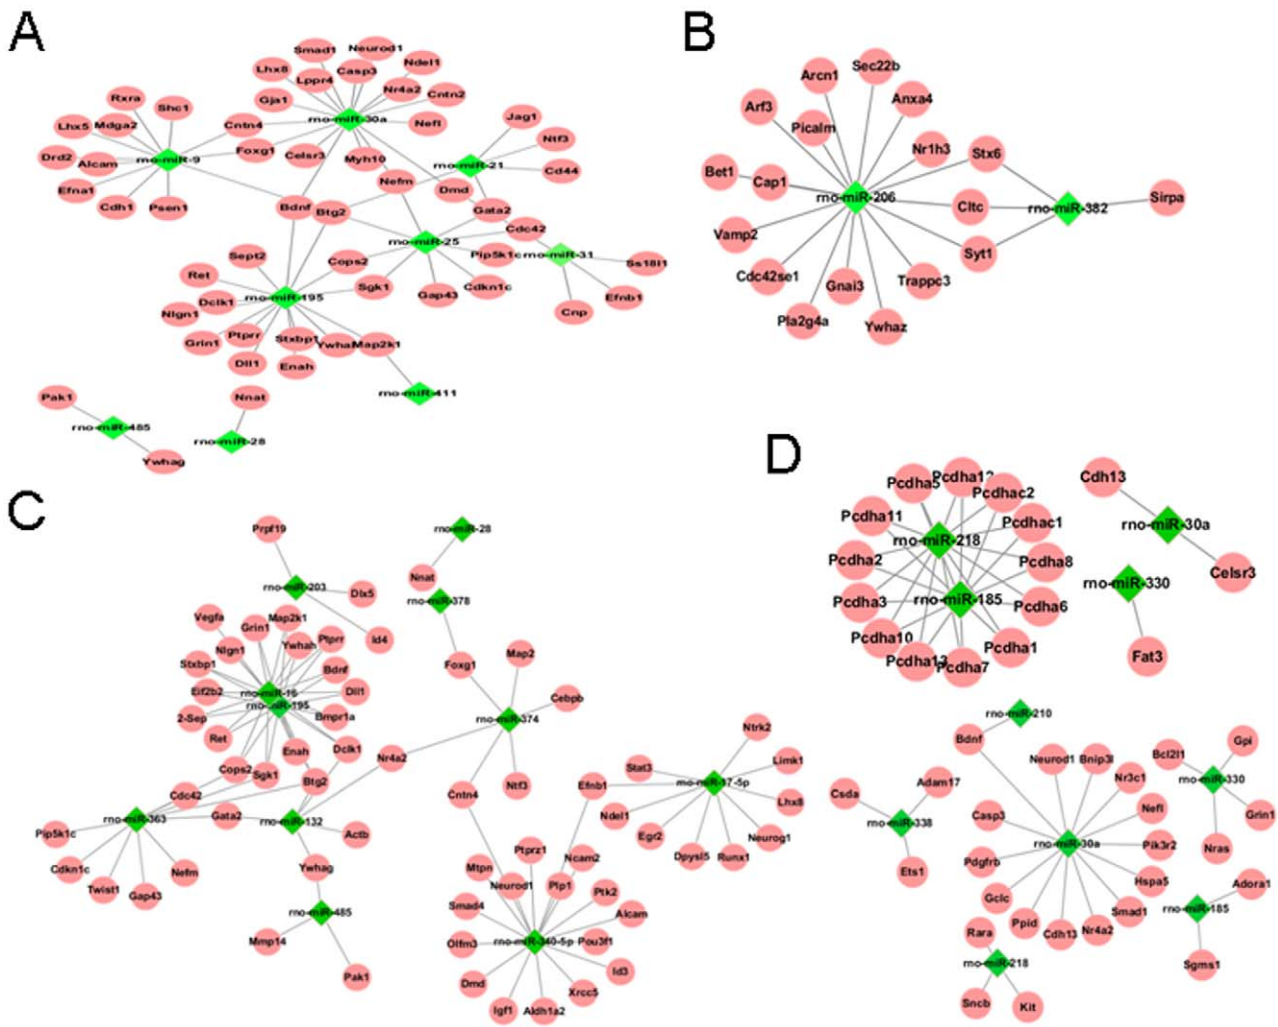 A
Smad1
Neurod1
Lhx8
Lppr4
Casp3
Ndel1
Nr4a2
Cntn2
Gja1
rno-miR-30a
Nefl
Rxra
Shc1
Lhx5
Mdga2
Cntn4
Drd2
Alcam
rno-miR-9
Foxg1
Celsr3
Myh10
Efna1
Cdh1
Psen1
Jag1
Ntf3
rno-miR-21
Cd44
Nefm
Dmd
Bdnf
Btg2
Gata2
Cdc42
rno-miR-25
Pip5k1c
rno-miR-31
Ss18l1
Sept2
Cops2
Ret
Sgk1
Gap43
Cdkn1c
Efnb1
Cnp
Dclk1
rno-miR-195
Nlgn1
Grin1
Ptprr
Stxbp1
Ywha
Map2k1
Dll1
Enah
rno-miR-411
Pak1
Nnat
rno-miR-485
rno-miR-28
Ywhag
B
Arcn1
Sec22b
Arf3
Anxa4
Picalm
Nr1h3
Stx6
Bet1
Cap1
rno-miR-206
Cltc
rno-miR-382
Sirpa
Vamp2
Syt1
Cdc42se1
Gnai3
Trappc3
Pla2g4a
Ywhaz
C
Prpf19
rno-miR-28
rno-miR-203
Dlx5
Nnat
rno-miR-378
Id4
Vegfa
Grin1
Map2k1
Nlgn1
Ywhah
Ptprr
Stxbp1
Bdnf
Eif2b2
rno-miR-16
Dll1
rno-miR-195
2-Sep
Bmpr1a
Ret
Enah
Dclk1
Cops2
Sgk1
Btg2
Nr4a2
Cdc42
rno-miR-363
Gata2
rno-miR-132
Actb
Pip5k1c
Cdkn1c
Twist1
Gap43
Nefm
Ywhag
rno-miR-485
Mmp14
Pak1
Foxg1
Map2
Cebpb
rno-miR-374
Ntf3
Cntn4
Efnb1
Stat3
Ntrk2
rno-miR-17-5p
Limk1
Lhx8
Ndel1
Egr2
Dpysl5
Runx1
Neurog1
Ptprz1
Mtpn
Ncam2
Neurod1
Plp1
Ptk2
Smad4
Alcam
Olfm3
rno-miR-340-5p
Pou3f1
Id3
Dmd
Xrcc5
Igf1
Aldh1a2
D
Pcdha5
Pcdha12
Pcdhac2
Pcdha11
Pcdhac1
rno-miR-218
Pcdha2
Pcdha8
rno-miR-185
Pcdha3
Pcdha6
Pcdha10
Pcdha1
Pcdha13
Pcdha7
Cdh13
rno-miR-30a
Celsr3
rno-miR-330
Fat3
rno-miR-210
Bdnf
Neurod1
Bnip3l
Nr3c1
Nefl
Casp3
rno-miR-30a
Pik3r2
Pdgfrb
Hspa5
Gclc
Smad1
Ppid
Cdh13
Nr4a2
Adam17
Csda
rno-miR-338
Ets1
Rara
rno-miR-218
Sncb
Kit
Bcl2l1
Gpi
rno-miR-330
Grin1
Nras
Adora1
rno-miR-185
Sgms1